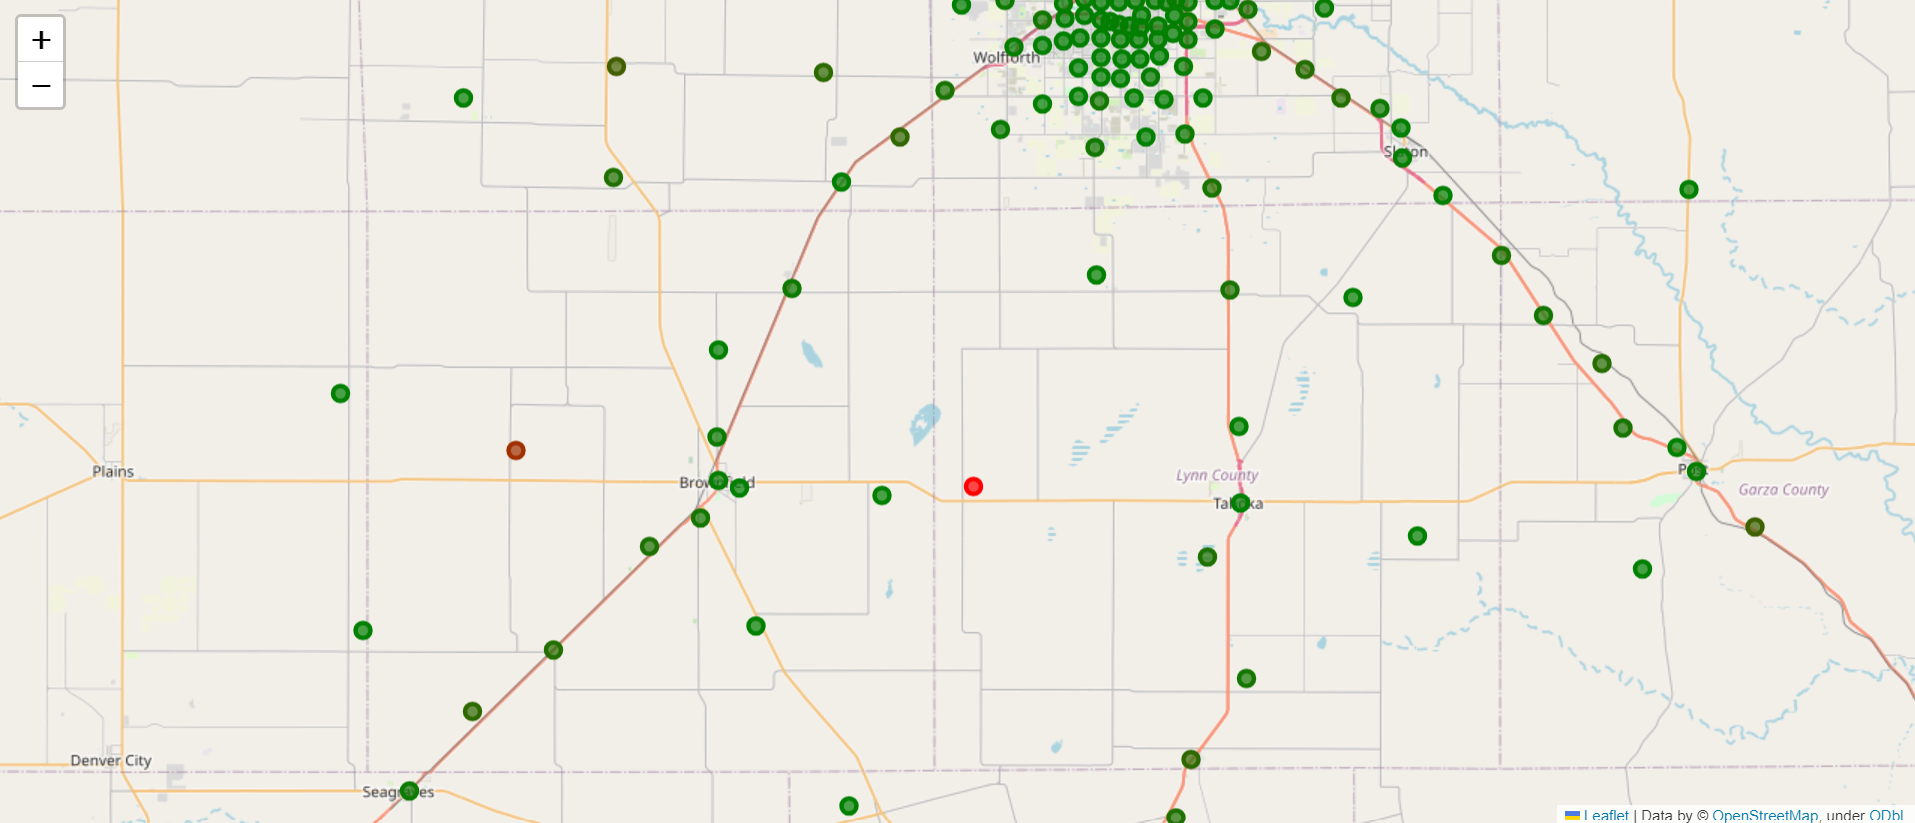 +
−
Wolfforth
Plains
Lynn County
Garza County
Denver City
Leaflet | Data by © OpenStreetMap, under ODbL